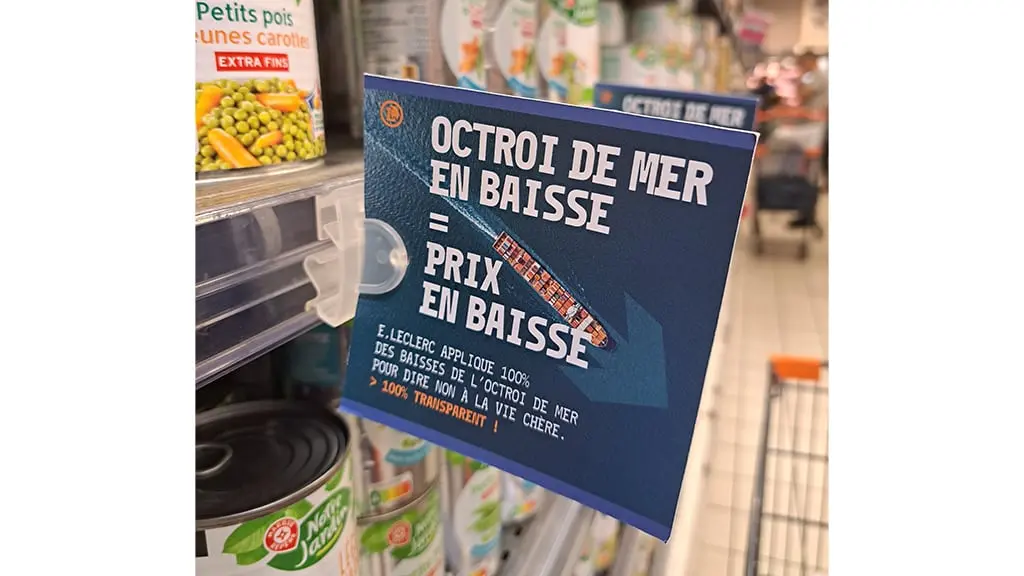 Petits pois
eunes carottes
EXTRA FINS
OCTROI DE MER
OCTROI DE MER
EN BAISSE
=
PRIX
EN BAISSE
E.LECLERC APPLIQUE 100%
DES BAISSES DE L'OCTROI DE MER
POUR DIRE NON À LA VIE CHÈRE.
> 100% TRANSPARENT !
Notre
Jardin